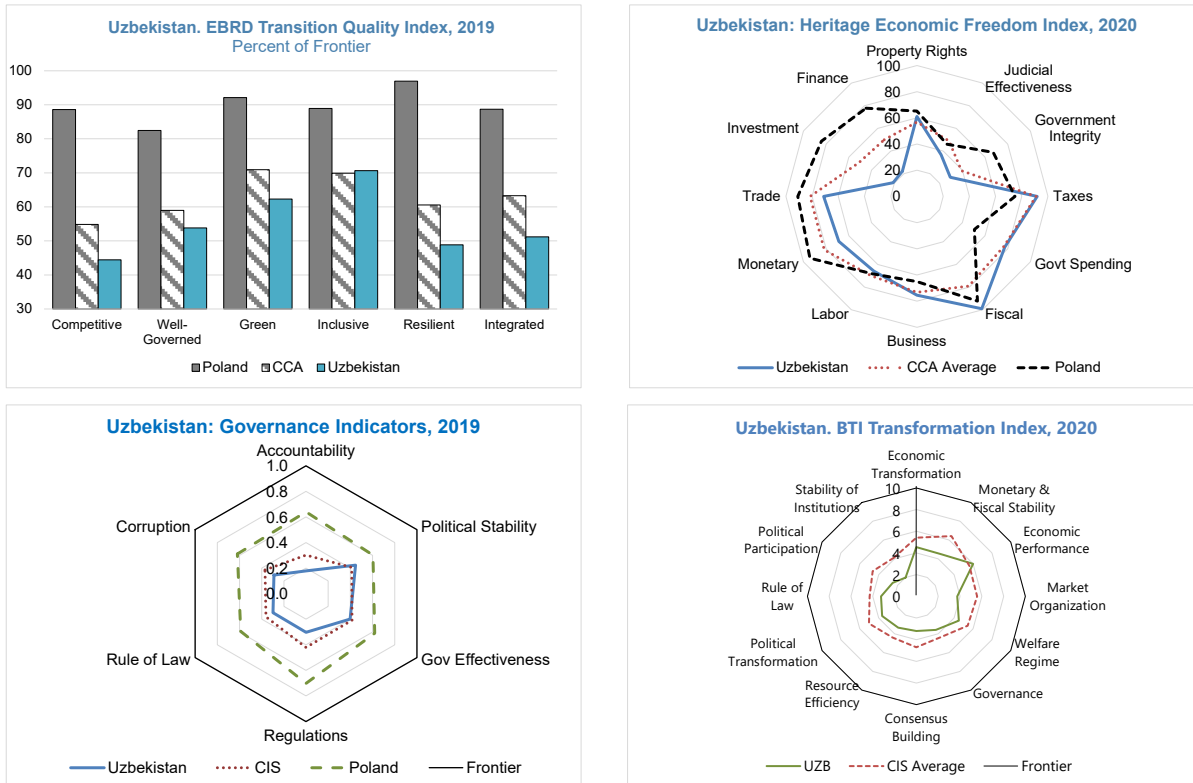 Uzbekistan. EBRD Transition Quality Index, 2019
Percent of Frontier
100
90
80
70
60
50
40
30
Competitive
Well-
Governed
Green
Inclusive
Resilient
Integrated
Poland
CCA
Uzbekistan
Uzbekistan: Heritage Economic Freedom Index, 2020
Property Rights
Judicial
Effectiveness
Government
Integrity
Taxes
Govt Spending
Fiscal
Business
Labor
Monetary
Trade
Investment
Finance
100
80
60
40
20
0
Uzbekistan
CCA Average
Poland
Uzbekistan: Governance Indicators, 2019
Accountability
Political Stability
Gov Effectiveness
Regulations
Rule of Law
Corruption
1.0
0.8
0.6
0.4
0.2
0.0
Uzbekistan
CIS
Poland
Frontier
Uzbekistan. BTI Transformation Index, 2020
Economic
Transformation
Monetary &
Fiscal Stability
Economic
Performance
Market
Organization
Welfare
Regime
Governance
Consensus
Building
Resource
Efficiency
Political
Transformation
Rule of
Law
Political
Participation
Stability of
Institutions
10
8
6
4
2
0
UZB
CIS Average
Frontier